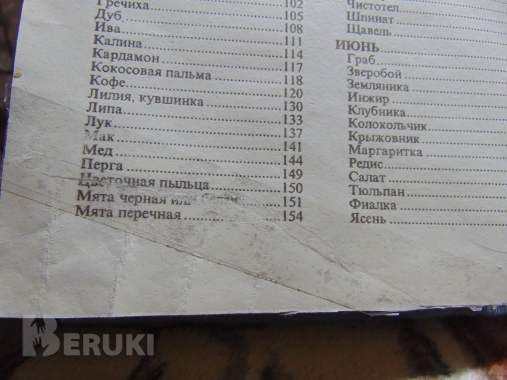 Гречиха 102
Дуб 105
Ива 108
Калина 111
Кардамон 114
Кокосовая пальма 117
Кофе 118
Лилия, кувшинка 120
Липа 130
Лук 133
Мак 137
Мед 141
Перга 144
Цветочная пыльца 149
Мята черная или 150
Мята перечная 151
154
Чистотел
Шпинат
Щавель
ИЮНЬ
Граб
Зверобой
Земляника
Инжир
Клубника
Колокольчик
Крыжовник
Маргаритка
Редис
Салат
Тюльпан
Фиалка
Ясень
BERUKI